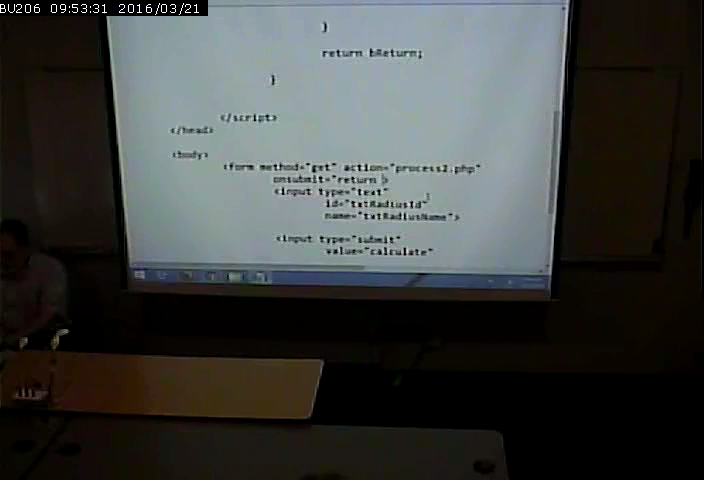 BU206 09:53:31 2016/03/21
}
return bReturn;
}
</script>
</head>
<body>
<form method="get" action="process2.php"
onsubmit="return >
<input type="text"
id="txtRadiusId"
name="txtRadiusName">
<input type="submit"
value="calculate"